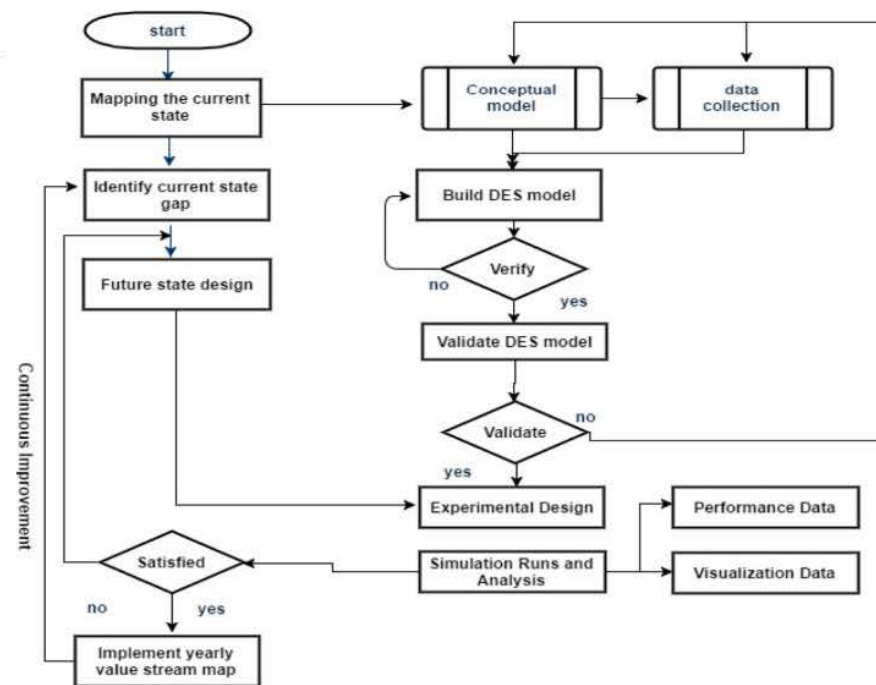 start
Mapping the current
state
Conceptual
model
data
collection
Identify current state
gap
Build DES model
Future state design
Verify
no
yes
Validate DES model
Continuous Improvement
Validate
no
yes
Experimental Design
Performance Data
Satisfied
Simulation Runs and
Analysis
Visualization Data
no
yes
Implement yearly
value stream map